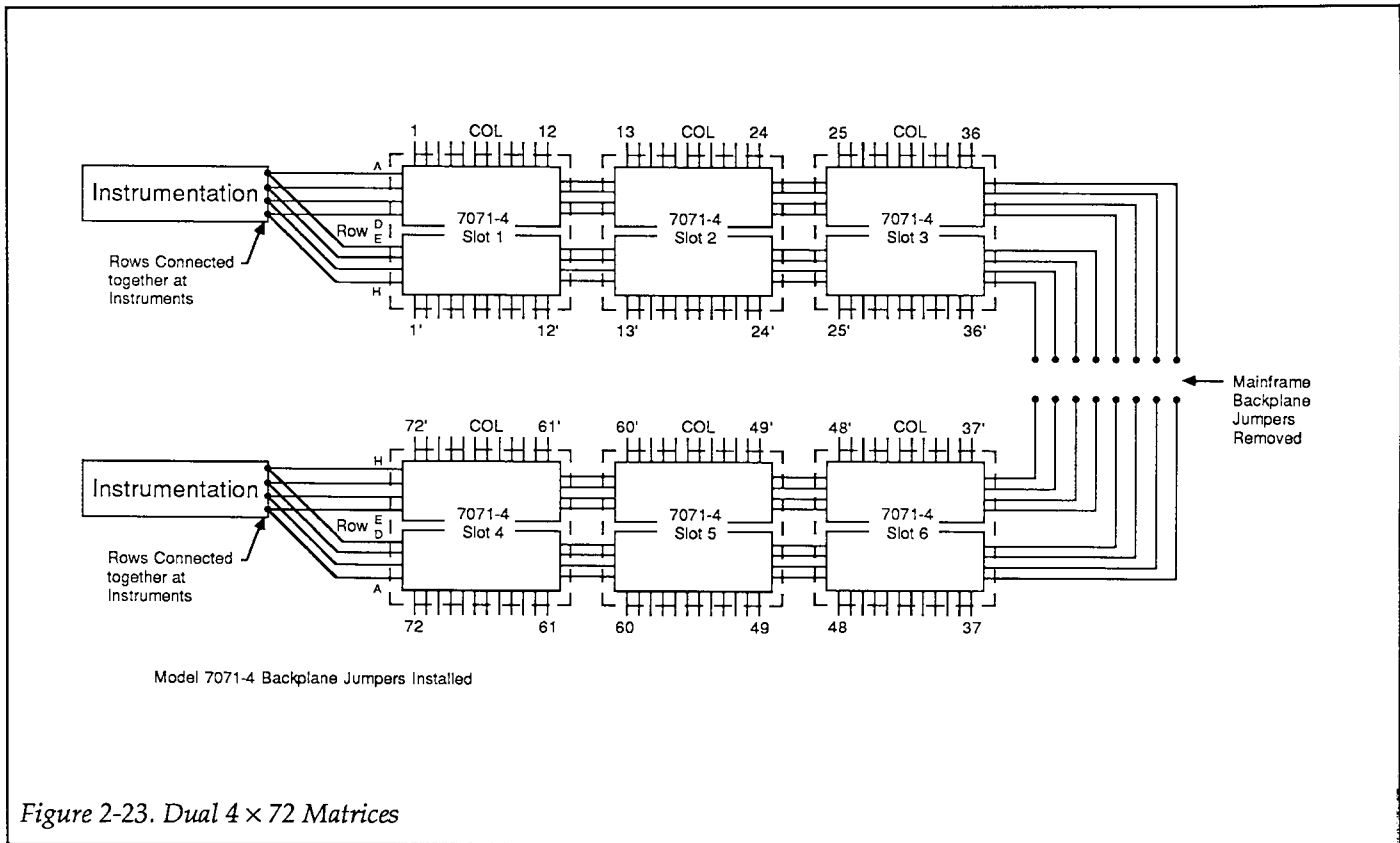 1 COL 12 13 COL 24 25 COL 36
A
Instrumentation
Row D
E
H
7071-4
Slot 1
7071-4
Slot 2
7071-4
Slot 3
Rows Connected
together at
Instruments
1' 12' 13' 24' 25' 36'
Mainframe
Backplane
Jumpers
Removed
72' COL 61' 60' COL 49' 48' COL 37'
H
Instrumentation
Row E
D
A
7071-4
Slot 4
7071-4
Slot 5
7071-4
Slot 6
Rows Connected
together at
Instruments
72 61 60 49 48 37
Model 7071-4 Backplane Jumpers Installed
Figure 2-23. Dual 4 × 72 Matrices